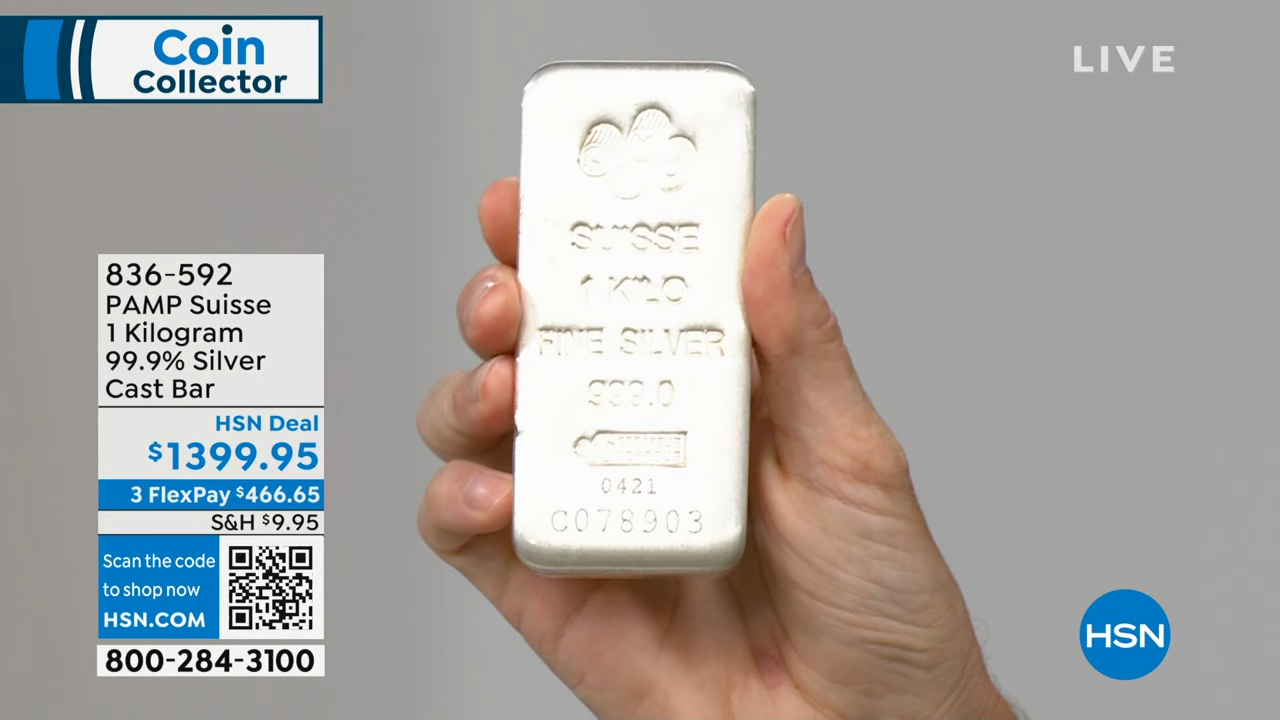 Coin
Collector
LIVE
836-592
PAMP Suisse
1 Kilogram
99.9% Silver
Cast Bar
HSN Deal
$1399.95
3 FlexPay $466.65
S&H $9.95
Scan the code
to shop now
HSN.COM
800-284-3100
SUISSE
1 KILO
FINE SILVER
999.0
0421
C078903
HSN